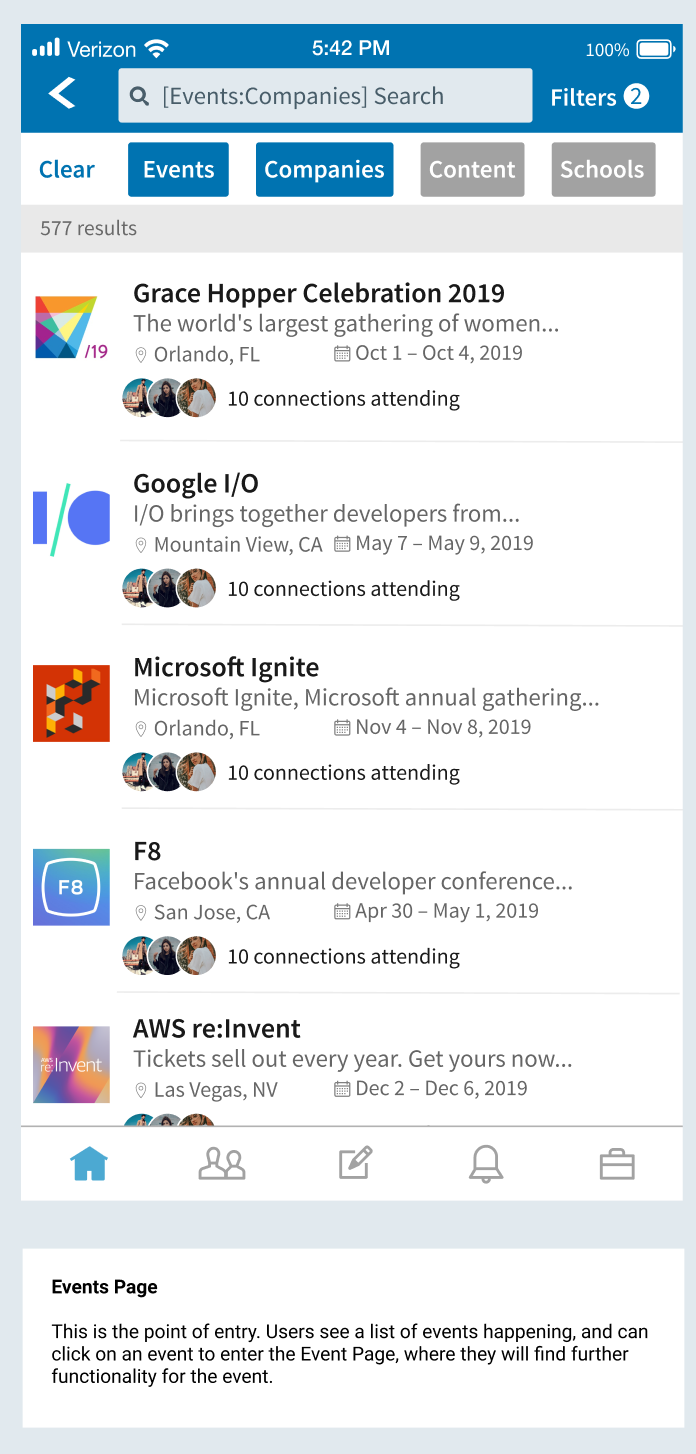 Verizon 5:42 PM 100%
[Events:Companies] Search Filters 2
Clear Events Companies Content Schools
577 results
Grace Hopper Celebration 2019
The world's largest gathering of women...
/19
Orlando, FL Oct 1 – Oct 4, 2019
10 connections attending
Google I/O
I/O brings together developers from...
I/O
Mountain View, CA May 7 – May 9, 2019
10 connections attending
Microsoft Ignite
Microsoft Ignite, Microsoft annual gathering...
Orlando, FL Nov 4 – Nov 8, 2019
10 connections attending
F8
Facebook's annual developer conference...
F8
San Jose, CA Apr 30 – May 1, 2019
10 connections attending
AWS re:Invent
Tickets sell out every year. Get yours now...
AWS
re:Invent
Las Vegas, NV Dec 2 – Dec 6, 2019
Events Page
This is the point of entry. Users see a list of events happening, and can
click on an event to enter the Event Page, where they will find further
functionality for the event.